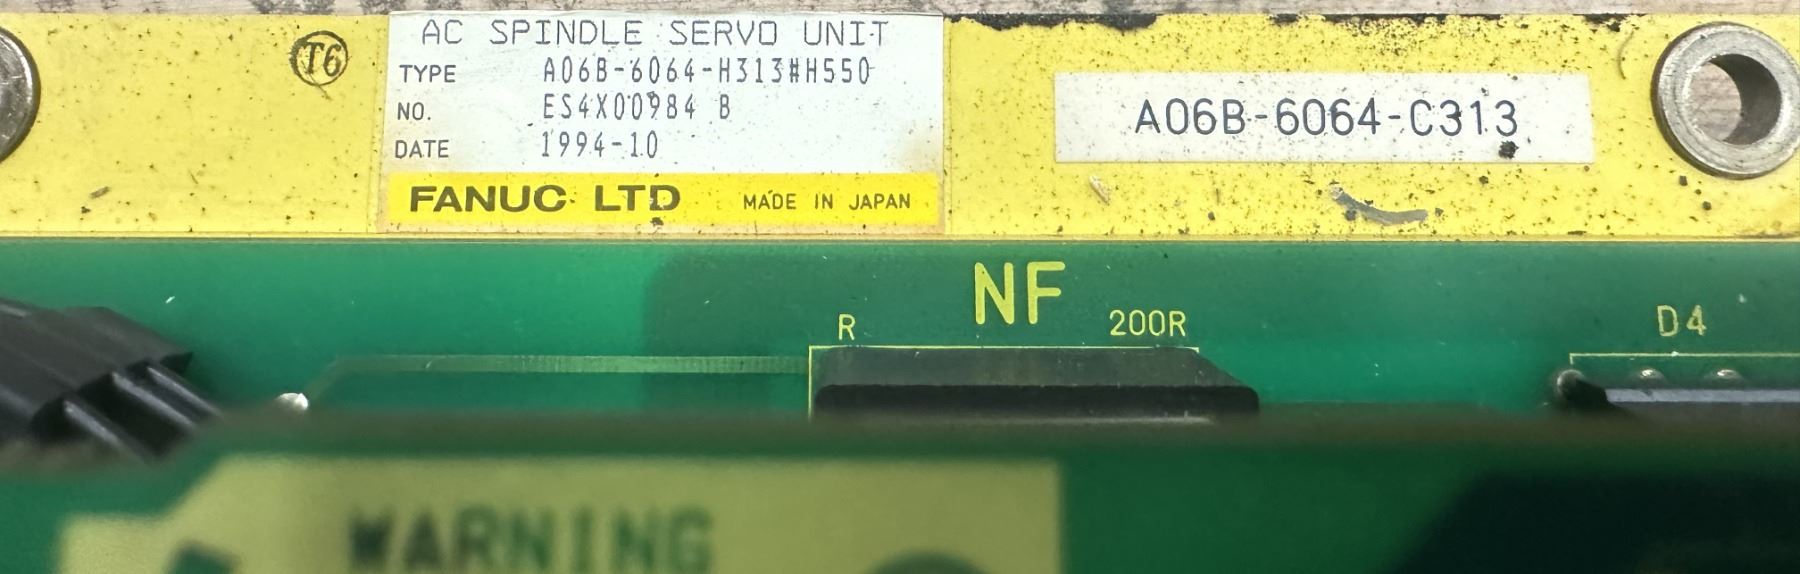 T6
AC SPINDLE SERVO UNIT
TYPE A06B-6064-H313#H550
NO. ES4X00984 B
DATE 1994-10
FANUC LTD MADE IN JAPAN
A06B-6064-C313
NF
R 200R
D4
WARNING